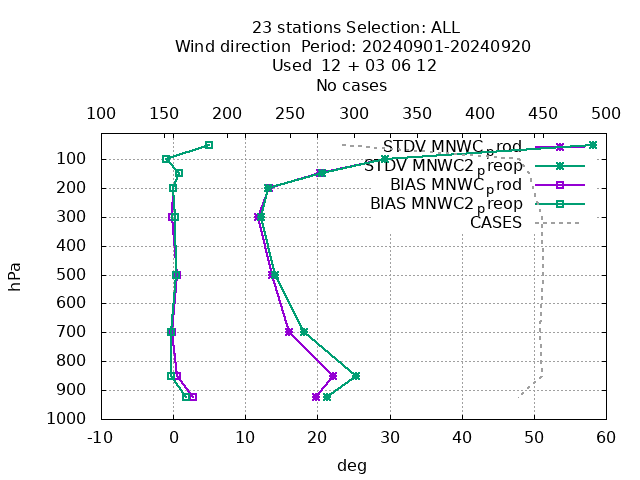 23 stations Selection: ALL
Wind direction  Period: 20240901-20240920
Used  12 + 03 06 12
No cases
100 150 200 250 300 350 400 450 500
STDV MNWC_prod
STDV MNWC2_preop
BIAS MNWC_prod
BIAS MNWC2_preop
CASES
hPa
100
200
300
400
500
600
700
800
900
1000
-10 0 10 20 30 40 50 60
deg